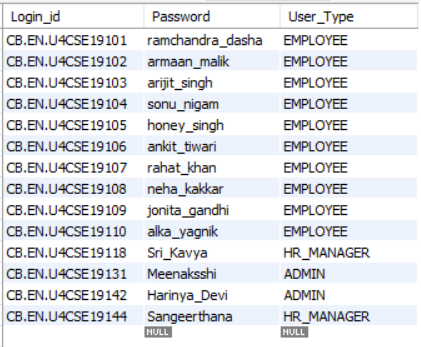 Login_id Password User_Type
CB.EN.U4CSE19101 ramchandra_dasha EMPLOYEE
CB.EN.U4CSE19102 armaan_malik EMPLOYEE
CB.EN.U4CSE19103 arijit_singh EMPLOYEE
CB.EN.U4CSE19104 sonu_nigam EMPLOYEE
CB.EN.U4CSE19105 honey_singh EMPLOYEE
CB.EN.U4CSE19106 ankit_tiwari EMPLOYEE
CB.EN.U4CSE19107 rahat_khan EMPLOYEE
CB.EN.U4CSE19108 neha_kakkar EMPLOYEE
CB.EN.U4CSE19109 jonita_gandhi EMPLOYEE
CB.EN.U4CSE19110 alka_yagnik EMPLOYEE
CB.EN.U4CSE19118 Sri_Kavya HR_MANAGER
CB.EN.U4CSE19131 Meenaksshi ADMIN
CB.EN.U4CSE19142 Harinya_Devi ADMIN
CB.EN.U4CSE19144 Sangeerthana HR_MANAGER
NULL NULL